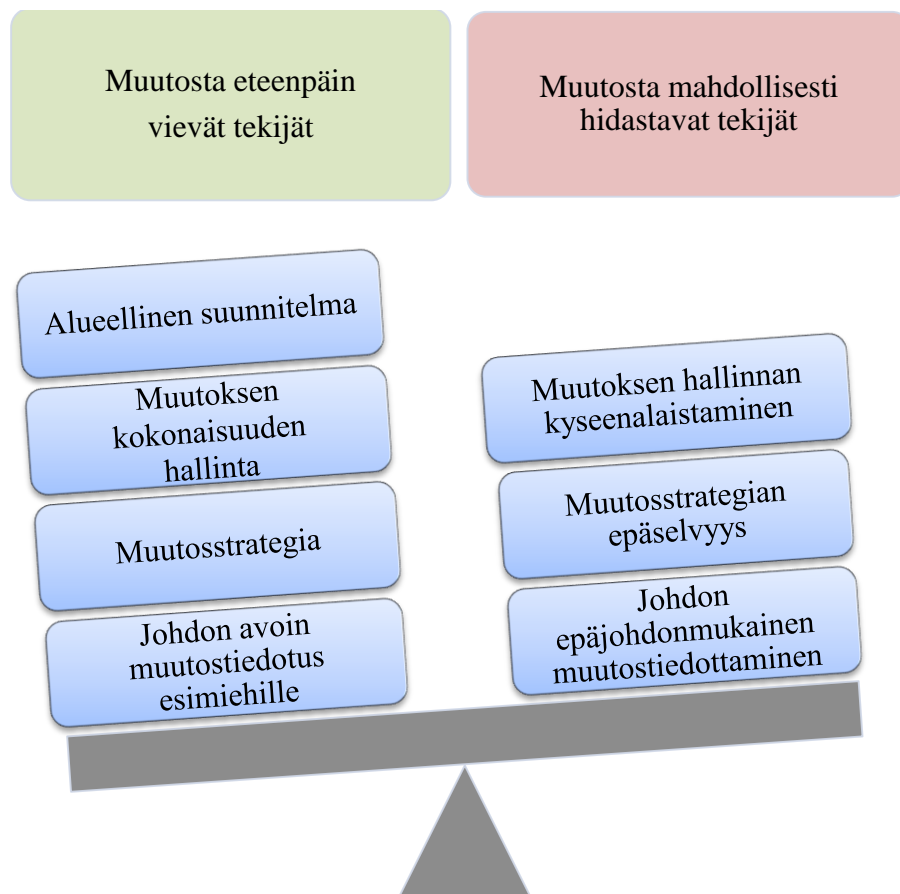 Muutosta eteenpäin
vievät tekijät
Muutosta mahdollisesti
hidastavat tekijät
Alueellinen suunnitelma
Muutoksen
kokonaisuuden
hallinta
Muutosstrategia
Johdon avoin
muutostiedotus
esimiehille
Muutoksen hallinnan
kyseenalaistaminen
Muutosstrategian
epäselvyys
Johdon
epäjohdonmukainen
muutostiedottaminen